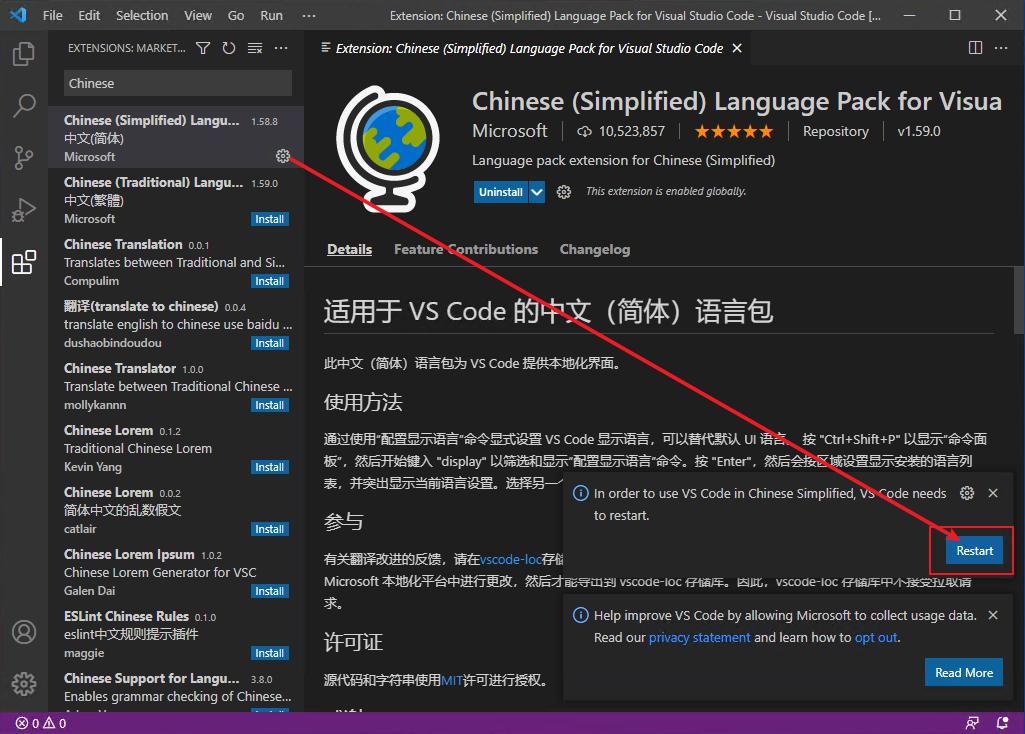 File Edit Selection View Go Run ··· Extension: Chinese (Simplified) Language Pack for Visual Studio Code - Visual Studio Code [...
EXTENSIONS: MARKET...
Chinese
Chinese (Simplified) Langu... 1.58.8
中文(简体)
Microsoft
Chinese (Traditional) Langu... 1.59.0
中文(繁體)
Microsoft Install
Chinese Translation 0.0.1
Translates between Traditional and Si...
Compulim Install
翻译(translate to chinese) 0.0.4
translate english to chinese use baidu ...
dushaobindoudou Install
Chinese Translator 1.0.0
Translate between Traditional Chinese ...
mollykannn Install
Chinese Lorem 0.1.2
Traditional Chinese Lorem
Kevin Yang Install
Chinese Lorem 0.0.2
简体中文的乱数假文
catlair Install
Chinese Lorem Ipsum 1.0.2
Chinese Lorem Generator for VSC
Galen Dai Install
ESLint Chinese Rules 0.1.0
eslint中文规则提示插件
maggie Install
Chinese Support for Langu... 3.8.0
Enables grammar checking of Chinese...
Extension: Chinese (Simplified) Language Pack for Visual Studio Code
Chinese (Simplified) Language Pack for Visua
Microsoft 10,523,857 ★★★★★ Repository v1.59.0
Language pack extension for Chinese (Simplified)
Uninstall This extension is enabled globally.
Details Feature Contributions Changelog
适用于 VS Code 的中文（简体）语言包
此中文（简体）语言包为 VS Code 提供本地化界面。
使用方法
通过使用“配置显示语言”命令显式设置 VS Code 显示语言，可以替代默认 UI 语言。 按 "Ctrl+Shift+P" 以显示“命令面
板”，然后开始键入 "display" 以筛选和显示“配置显示语言”命令。按 "Enter"，然后会按区域设置显示安装的语言列
表，并突出显示当前语言设置。选择另一个
参与
有关翻译改进的反馈，请在vscode-loc存储
Microsoft 本地化平台中进行更改，然后才能导出到 vscode-loc 存储库。因此，vscode-loc 存储库中不接受拉取请
求。
许可证
源代码和字符串使用MIT许可进行授权。
In order to use VS Code in Chinese Simplified, VS Code needs
to restart.
Restart
Help improve VS Code by allowing Microsoft to collect usage data.
Read our privacy statement and learn how to opt out.
Read More
0 0